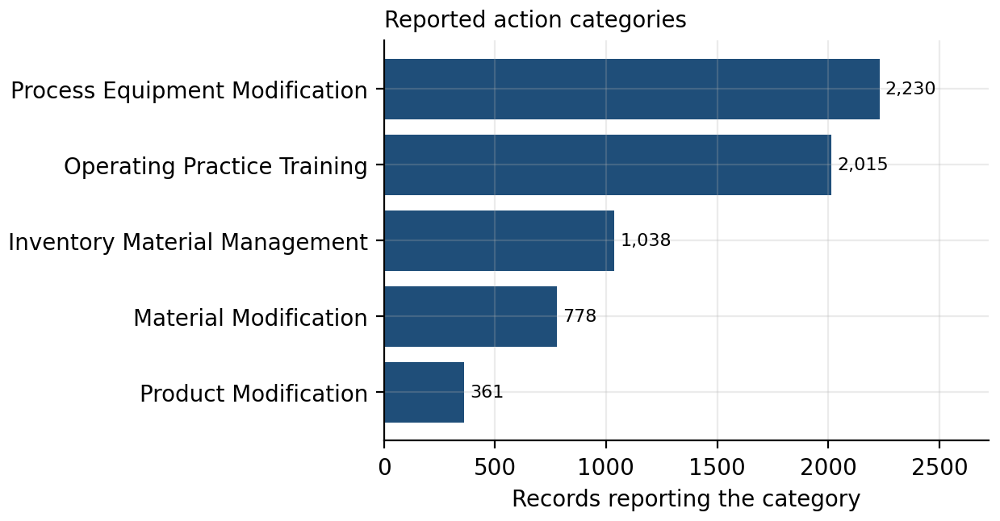 Reported action categories
Process Equipment Modification
2,230
Operating Practice Training
2,015
Inventory Material Management
1,038
Material Modification
778
Product Modification
361
0 500 1000 1500 2000 2500
Records reporting the category